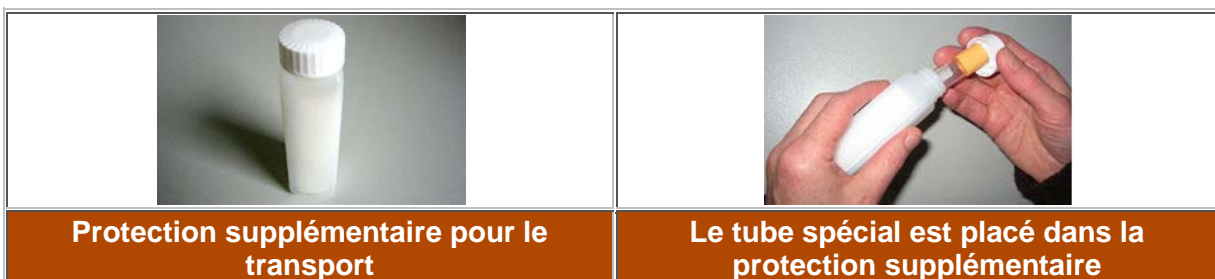 Protection supplémentaire pour le
transport
Le tube spécial est placé dans la
protection supplémentaire